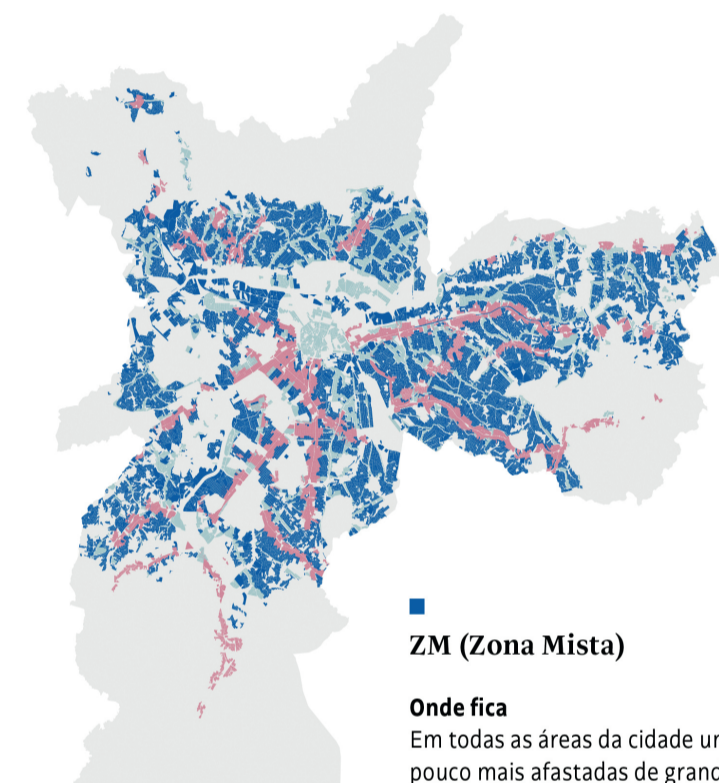 ZM (Zona Mista)
Onde fica
Em todas as áreas da cidade
pouco mais afastadas de